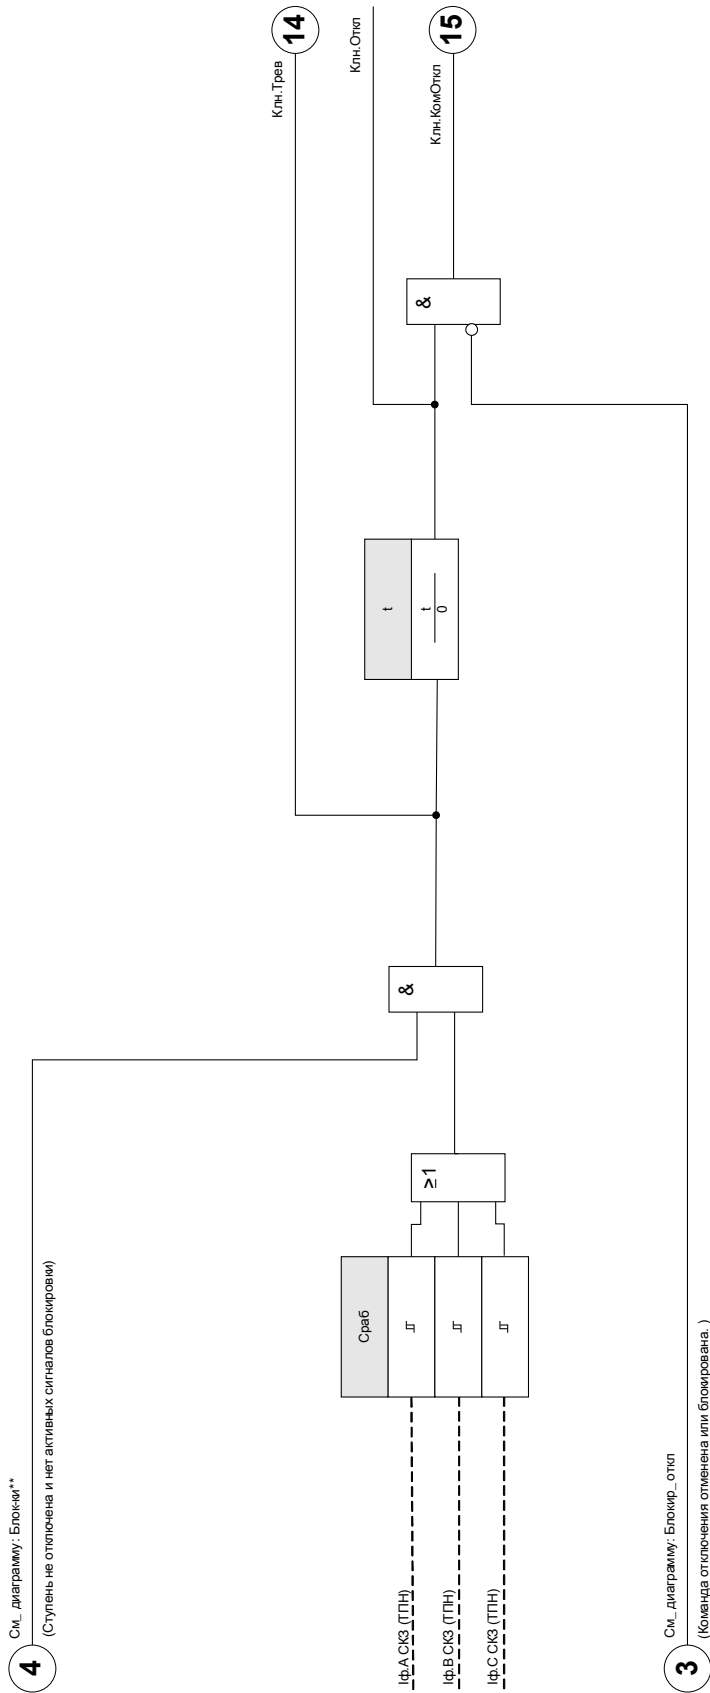 4
См_ диаграмму: Блок-ки**
(Ступень не отключена и нет активных сигналов блокировки)
Iф.A СКЗ (ТПН)
Iф.B СКЗ (ТПН)
Iф.C СКЗ (ТПН)
Сраб
≥1
&
t
t
0
&
Клн.Трев
14
Клн.Откл
Клн.КомОткл
15
3
См_ диаграмму: Блокир_откл
(Команда отключения отменена или блокирована. )